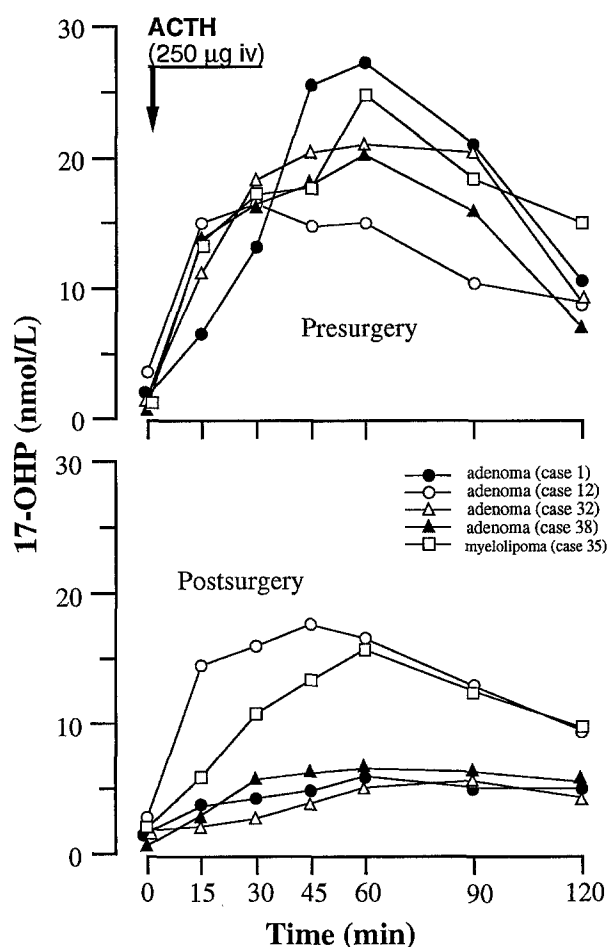 ACTH
(250 µg iv)
30
20
10
0
Presurgery
17-OHP (nmol/L)
30
20
10
0
adenoma (case 1)
adenoma (case 12)
adenoma (case 32)
adenoma (case 38)
myelolipoma (case 35)
Postsurgery
0 15 30 45 60 90 120
Time (min)